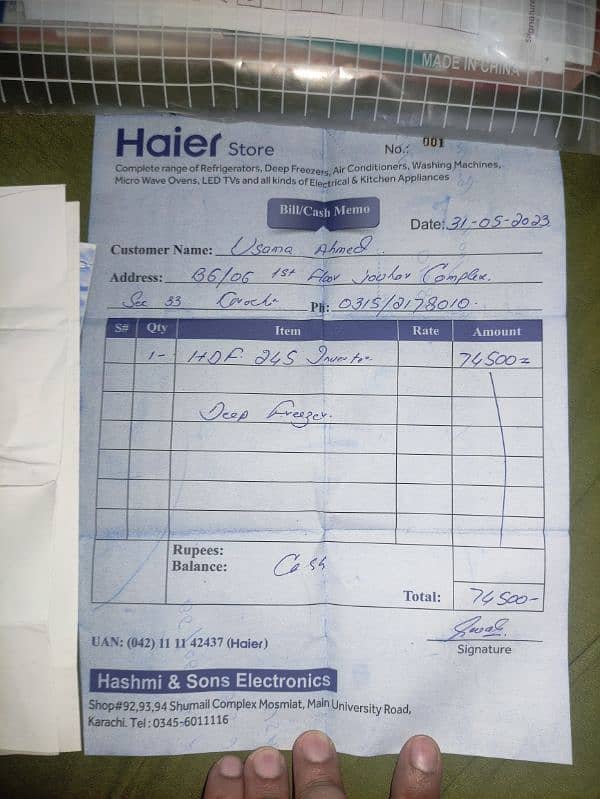 Signature
MADE IN CHINA
Haier Store
No.: 001
Complete range of Refrigerators, Deep Freezers, Air Conditioners, Washing Machines,
Micro Wave Ovens, LED TVs and all kinds of Electrical & Kitchen Appliances
Bill/Cash Memo
Date: 31-05-2023
Customer Name: Usama Ahmed
Address: B6/06 1st Floor Complex.
Sec 33 Ph: 0315/2178010.
S# Qty Item Rate Amount
1- HDF. 245 Inverter 74500=
Deep Freezer.
Rupees:
Balance: Cash
Total: 74500-
UAN: (042) 11 11 42437 (Haier)
Signature
Hashmi & Sons Electronics
Shop#92,93,94 Shumail Complex Mosmiat, Main University Road,
Karachi. Tel : 0345-6011116